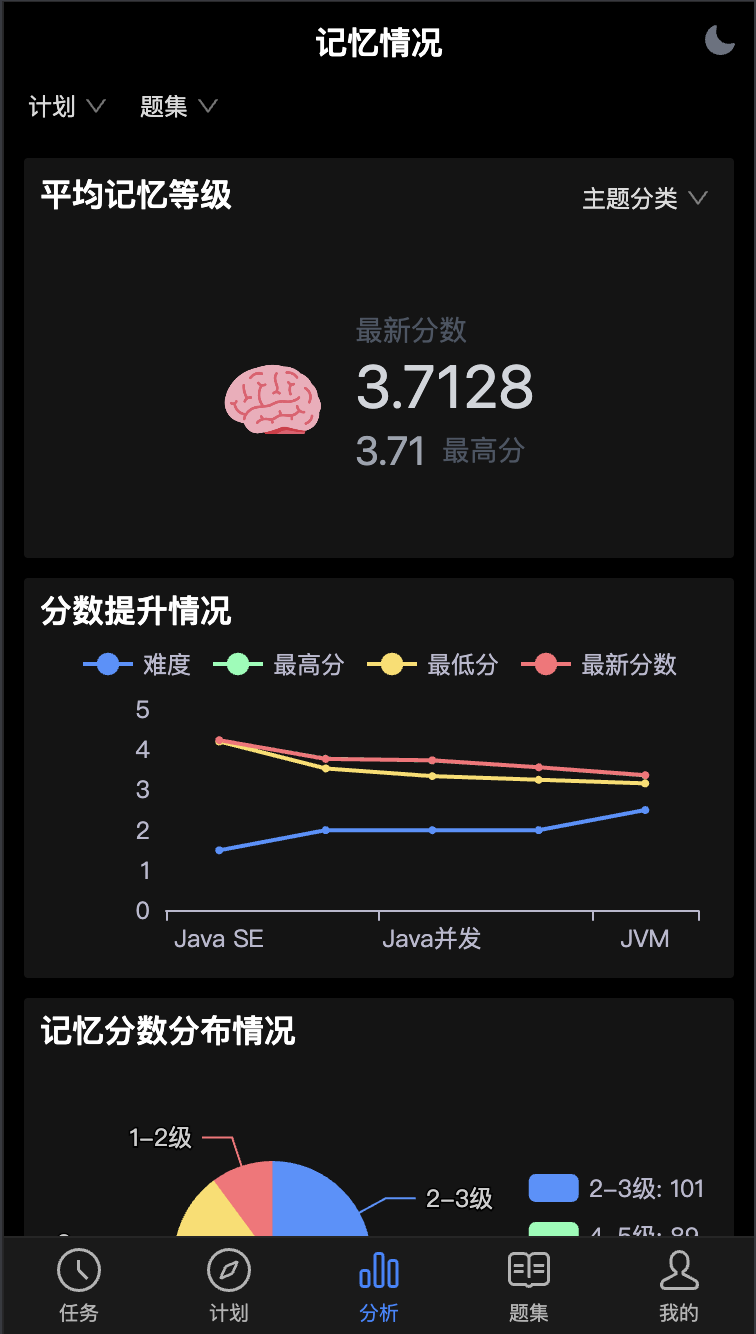 记忆情况
计划 题集
平均记忆等级 主题分类
最新分数
3.7128
3.71 最高分
分数提升情况
难度 最高分 最低分 最新分数
5
4
3
2
1
0
Java SE Java并发 JVM
记忆分数分布情况
1-2级
2-3级 2-3级: 101
4-5级: 89
任务 计划 分析 题集 我的